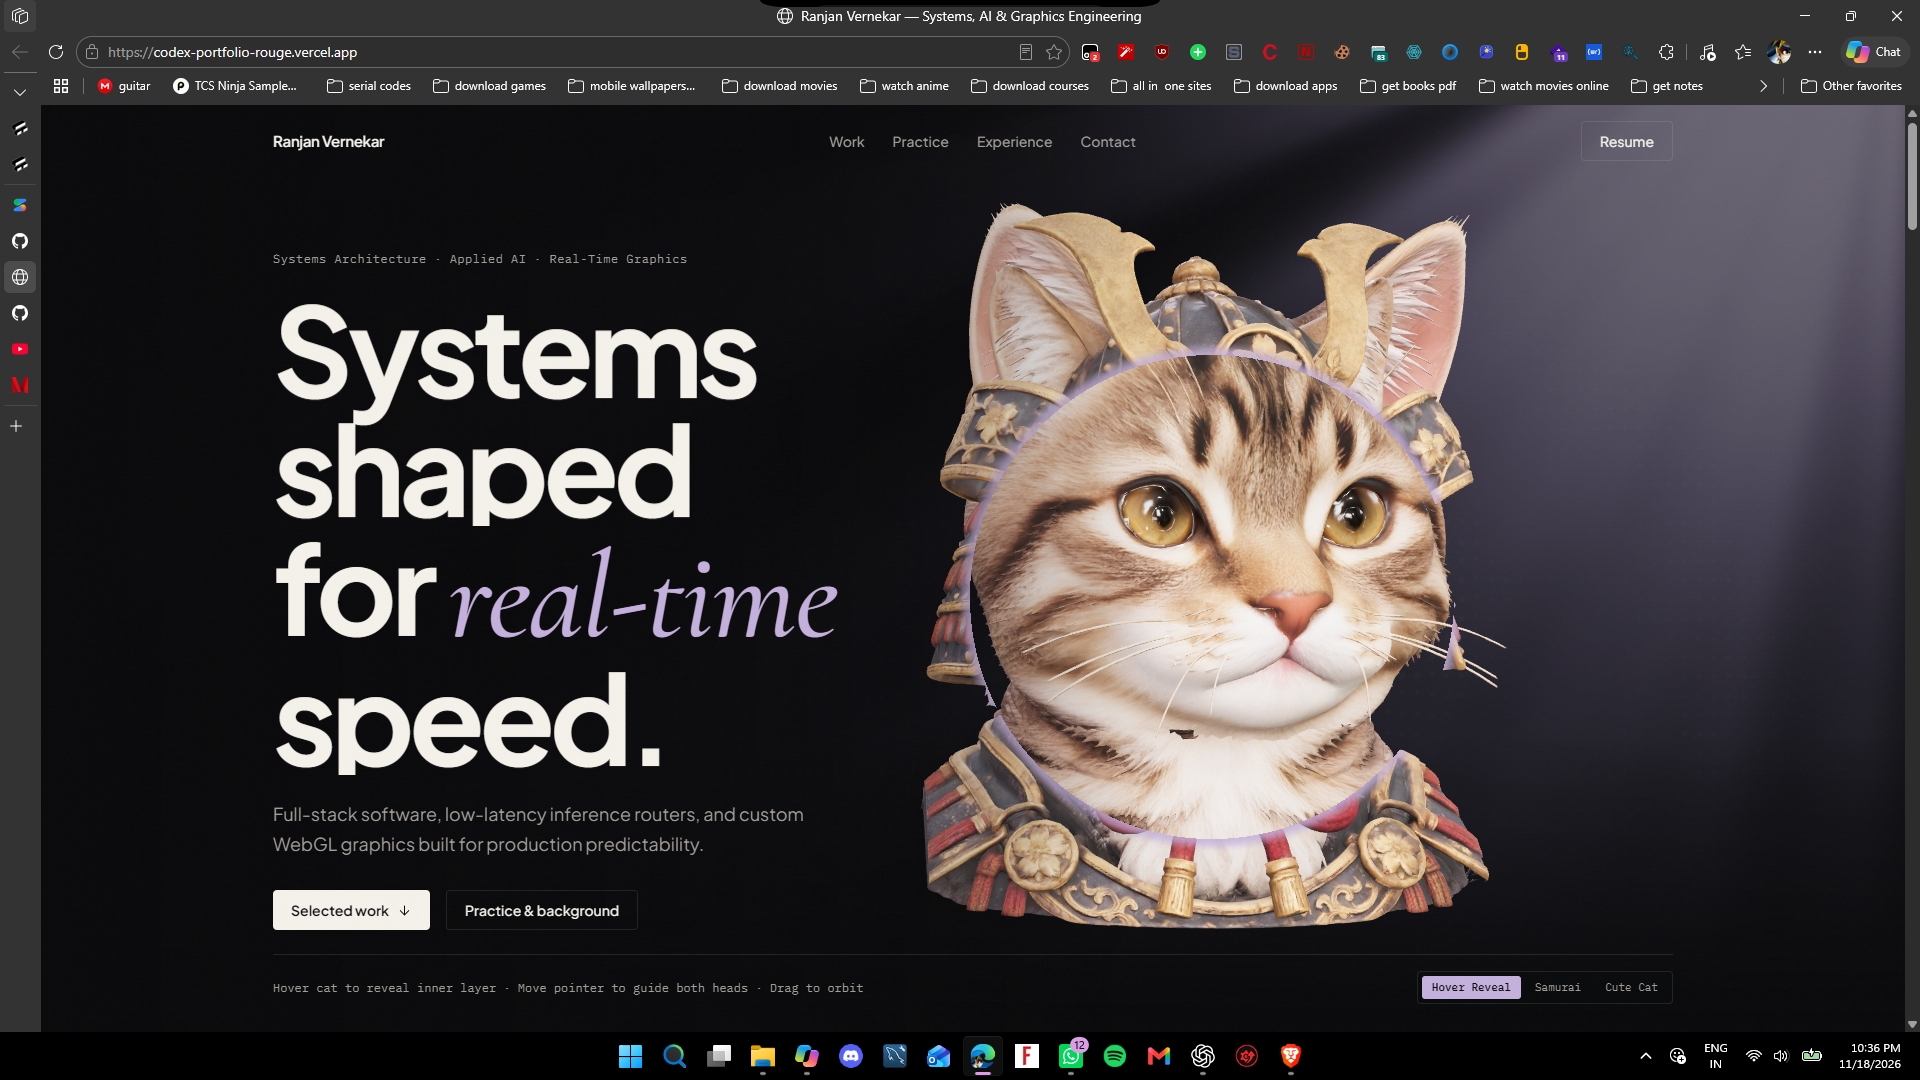 Ranjan Vernekar — Systems, AI & Graphics Engineering
https://codex-portfolio-rouge.vercel.app
2
83
11
Chat
guitar
TCS Ninja Sample...
serial codes
download games
mobile wallpapers...
download movies
watch anime
download courses
all in one sites
download apps
get books pdf
watch movies online
get notes
Other favorites
Ranjan Vernekar
Work
Practice
Experience
Contact
Resume
Systems Architecture · Applied AI · Real-Time Graphics
Systems
shaped
for real-time
speed.
Full-stack software, low-latency inference routers, and custom
WebGL graphics built for production predictability.
Selected work ↓
Practice & background
Hover cat to reveal inner layer · Move pointer to guide both heads · Drag to orbit
Hover Reveal
Samurai
Cute Cat
12
ENG
IN
10:36 PM
11/18/2026